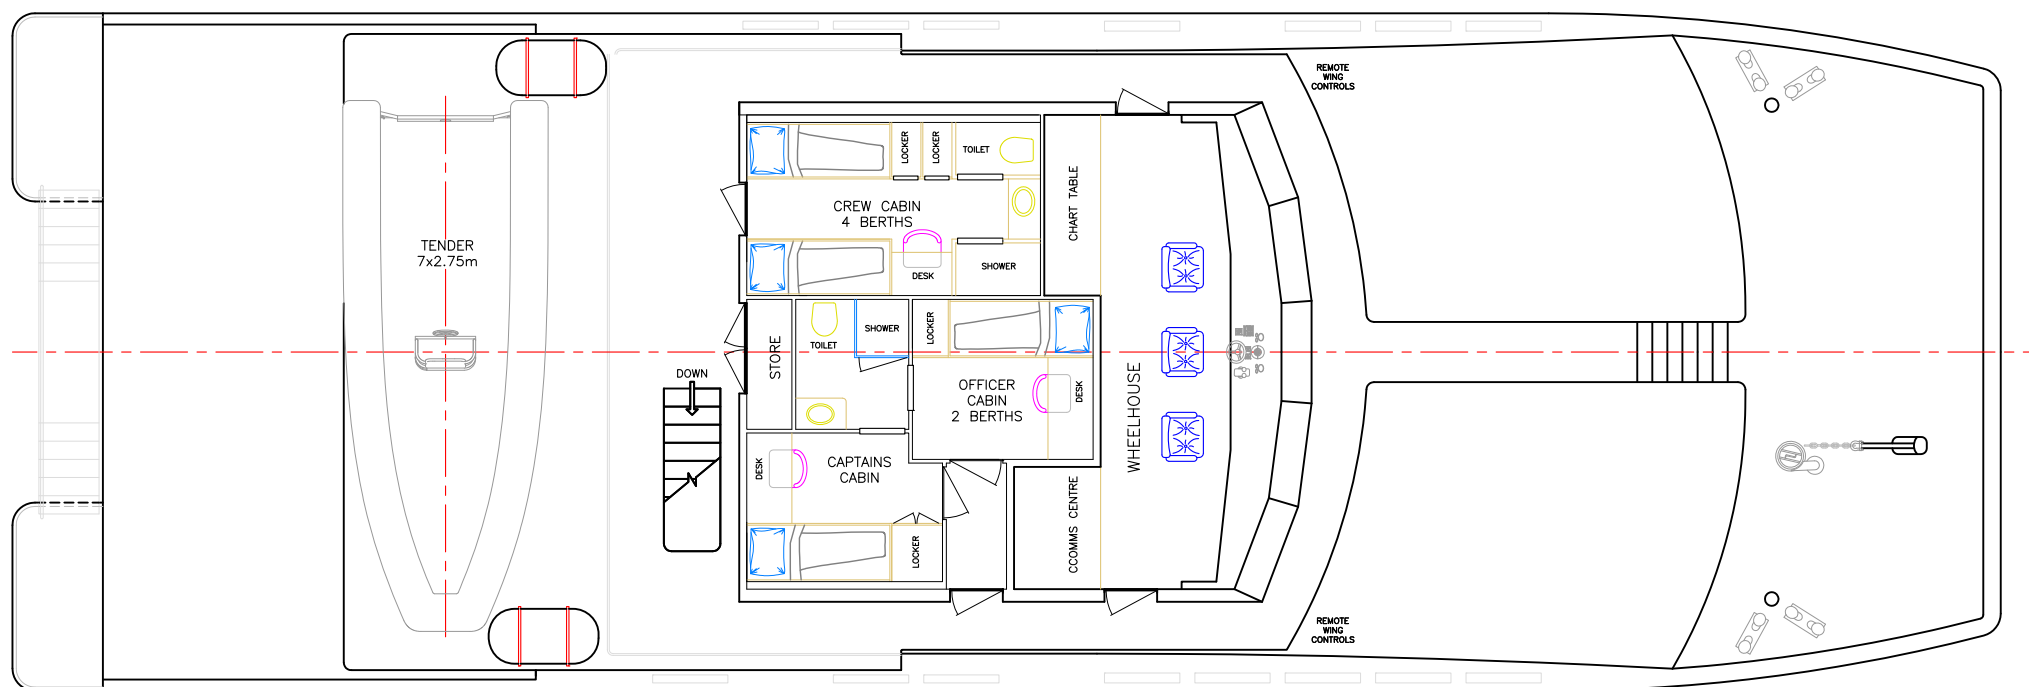 REMOTE
WING
CONTROLS
LOCKER
LOCKER
TOILET
CREW CABIN
4 BERTHS
CHART TABLE
TENDER
7x2.75m
DESK
SHOWER
SHOWER
TOILET
LOCKER
STORE
DOWN
OFFICER
CABIN
2 BERTHS
DESK
WHEELHOUSE
DESK
CAPTAINS
CABIN
LOCKER
CCOMMS CENTRE
REMOTE
WING
CONTROLS